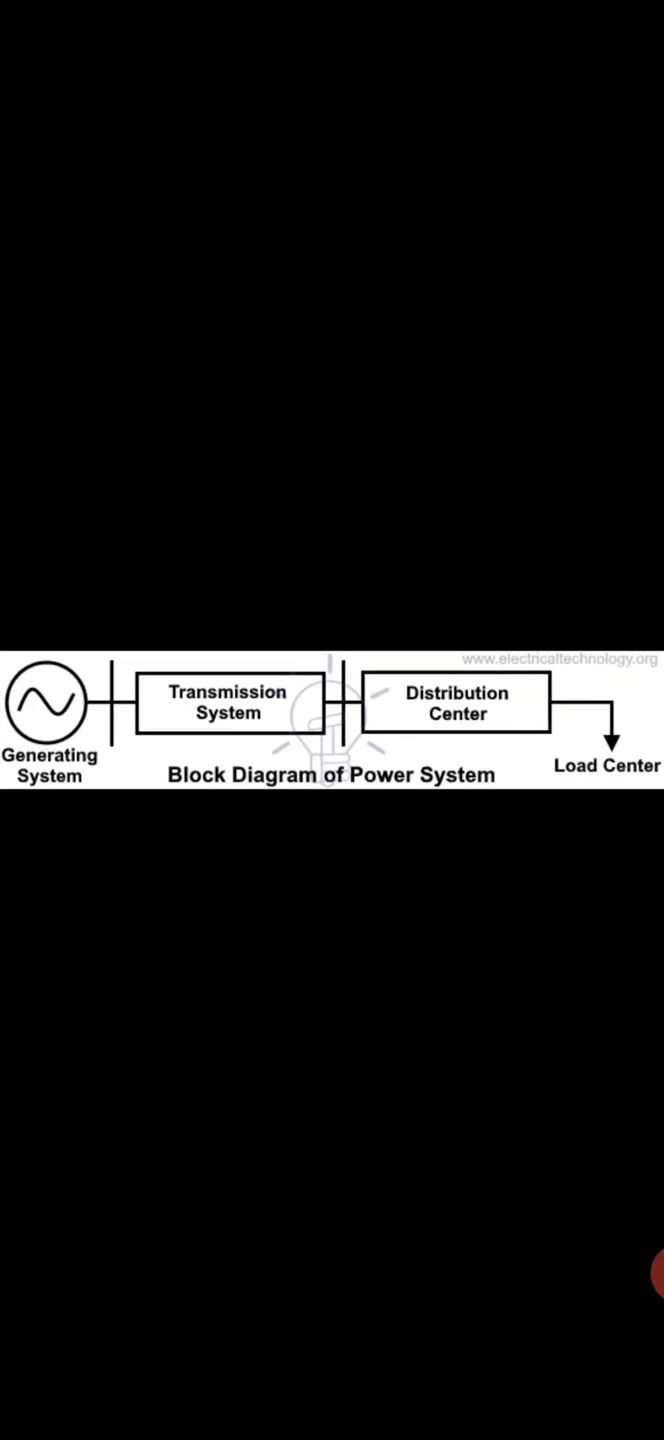 www.electricaltechnology.org
Transmission
System
Distribution
Center
Generating
System
Block Diagram of Power System
Load Center